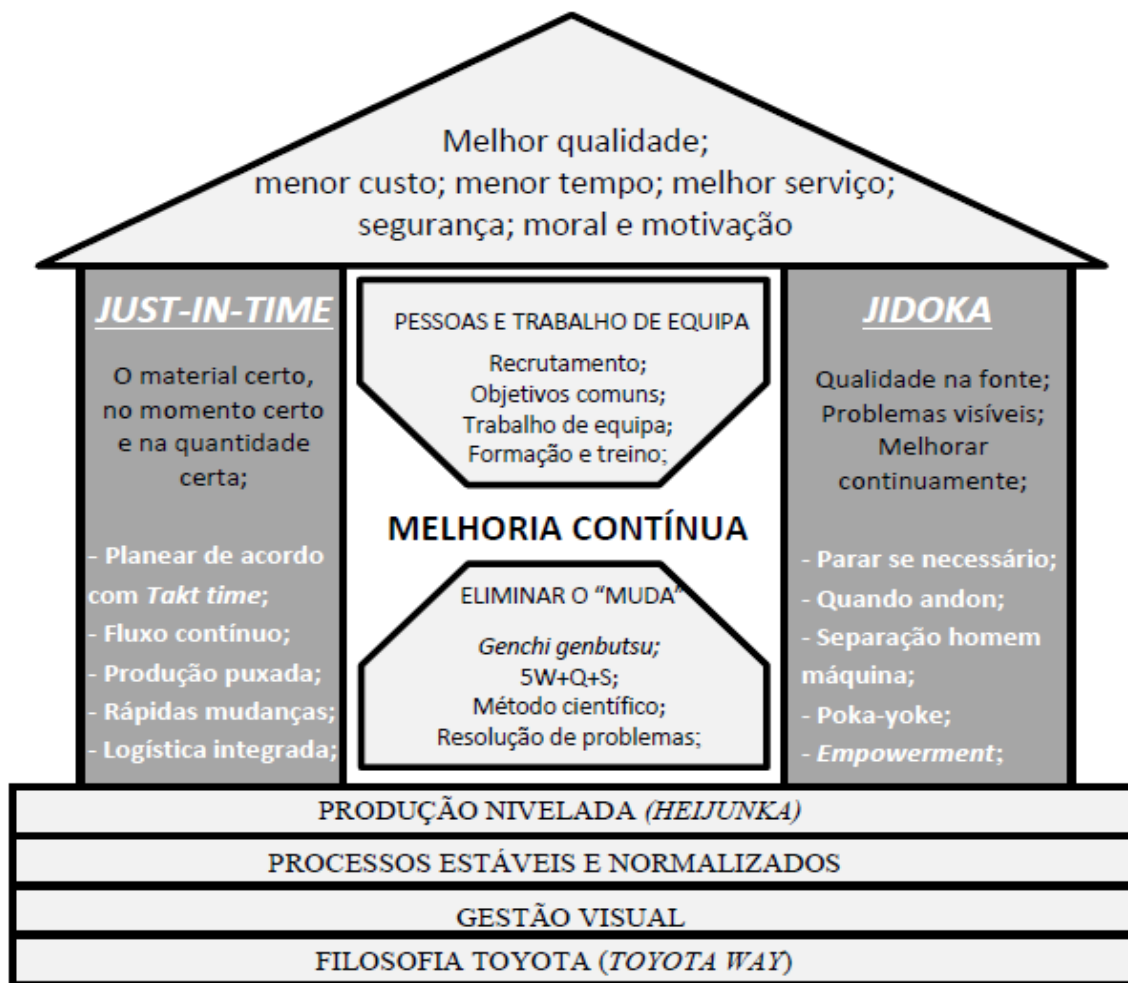 Melhor qualidade;
menor custo; menor tempo; melhor serviço;
segurança; moral e motivação
JUST-IN-TIME
O material certo,
no momento certo
e na quantidade
certa;
- Planear de acordo
com Takt time;
- Fluxo contínuo;
- Produção puxada;
- Rápidas mudanças;
- Logística integrada;
PESSOAS E TRABALHO DE EQUIPA
Recrutamento;
Objetivos comuns;
Trabalho de equipa;
Formação e treino;
MELHORIA CONTÍNUA
ELIMINAR O “MUDA”
Genchi genbutsu;
5W+Q+S;
Método científico;
Resolução de problemas;
JIDOKA
Qualidade na fonte;
Problemas visíveis;
Melhorar
continuamente;
- Parar se necessário;
- Quando andon;
- Separação homem
máquina;
- Poka-yoke;
- Empowerment;
PRODUÇÃO NIVELADA (HEIJUNKA)
PROCESSOS ESTÁVEIS E NORMALIZADOS
GESTÃO VISUAL
FILOSOFIA TOYOTA (TOYOTA WAY)